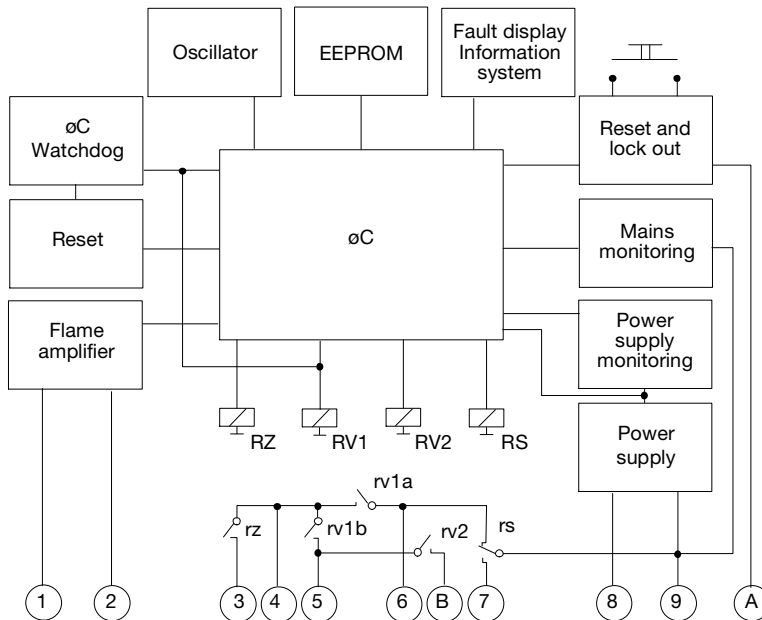 Oscillator
EEPROM
Fault display
Information
system
øC
Watchdog
Reset and
lock out
Reset
øC
Mains
monitoring
Flame
amplifier
Power
supply monitoring
RZ
RV1
RV2
RS
Power
supply
rv1a
rz
rv1b
rv2
rs
1
2
3
4
5
6
B
7
8
9
A